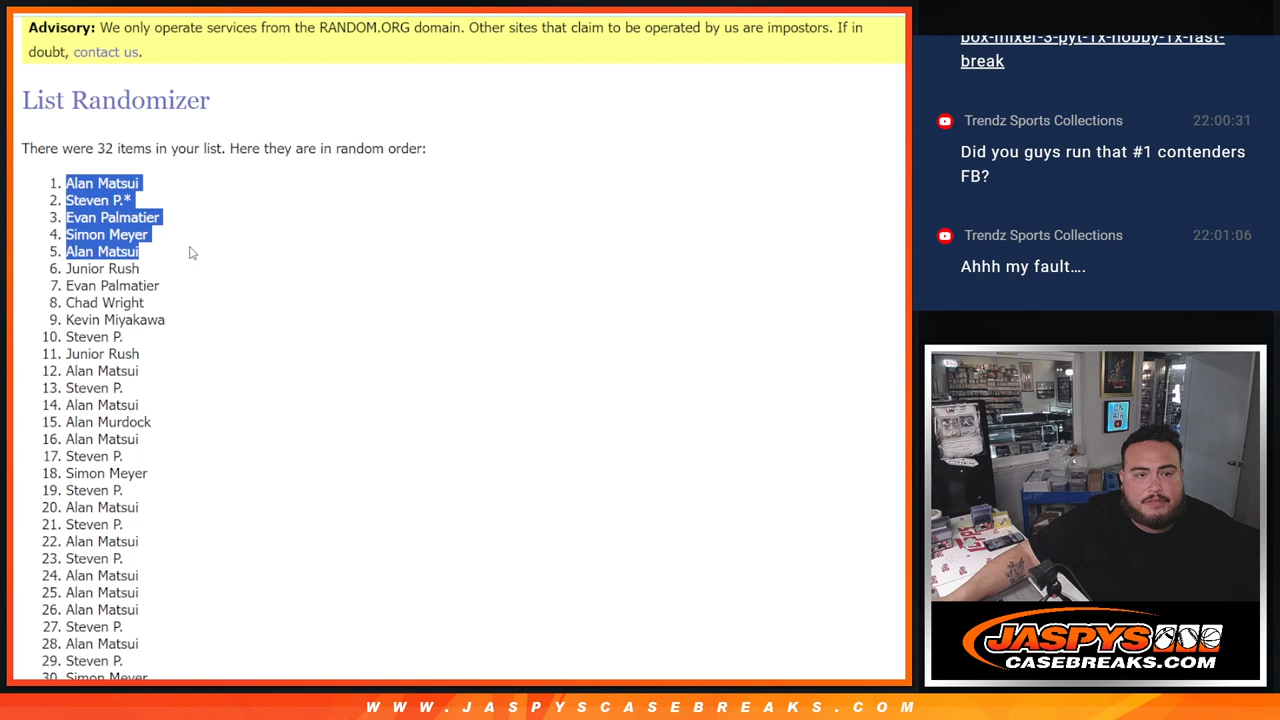 Advisory: We only operate services from the RANDOM.ORG domain. Other sites that claim to be operated by us are impostors. If in
doubt, contact us.
List Randomizer
There were 32 items in your list. Here they are in random order:
1. Alan Matsui
2. Steven P.*
3. Evan Palmatier
4. Simon Meyer
5. Alan Matsui
6. Junior Rush
7. Evan Palmatier
8. Chad Wright
9. Kevin Miyakawa
10. Steven P.
11. Junior Rush
12. Alan Matsui
13. Steven P.
14. Alan Matsui
15. Alan Murdock
16. Alan Matsui
17. Steven P.
18. Simon Meyer
19. Steven P.
20. Alan Matsui
21. Steven P.
22. Alan Matsui
23. Steven P.
24. Alan Matsui
25. Alan Matsui
26. Alan Matsui
27. Steven P.
28. Alan Matsui
29. Steven P.
30. Simon Meyer
box-mixer-3-pyt-1x-hobby-1x-fast-
break
Trendz Sports Collections 22:00:31
Did you guys run that #1 contenders
FB?
Trendz Sports Collections 22:01:06
Ahhh my fault....
ON
AIR
JASPYS
CASEBREAKS.COM
WWW.JASPYSCASEBREAKS.COM